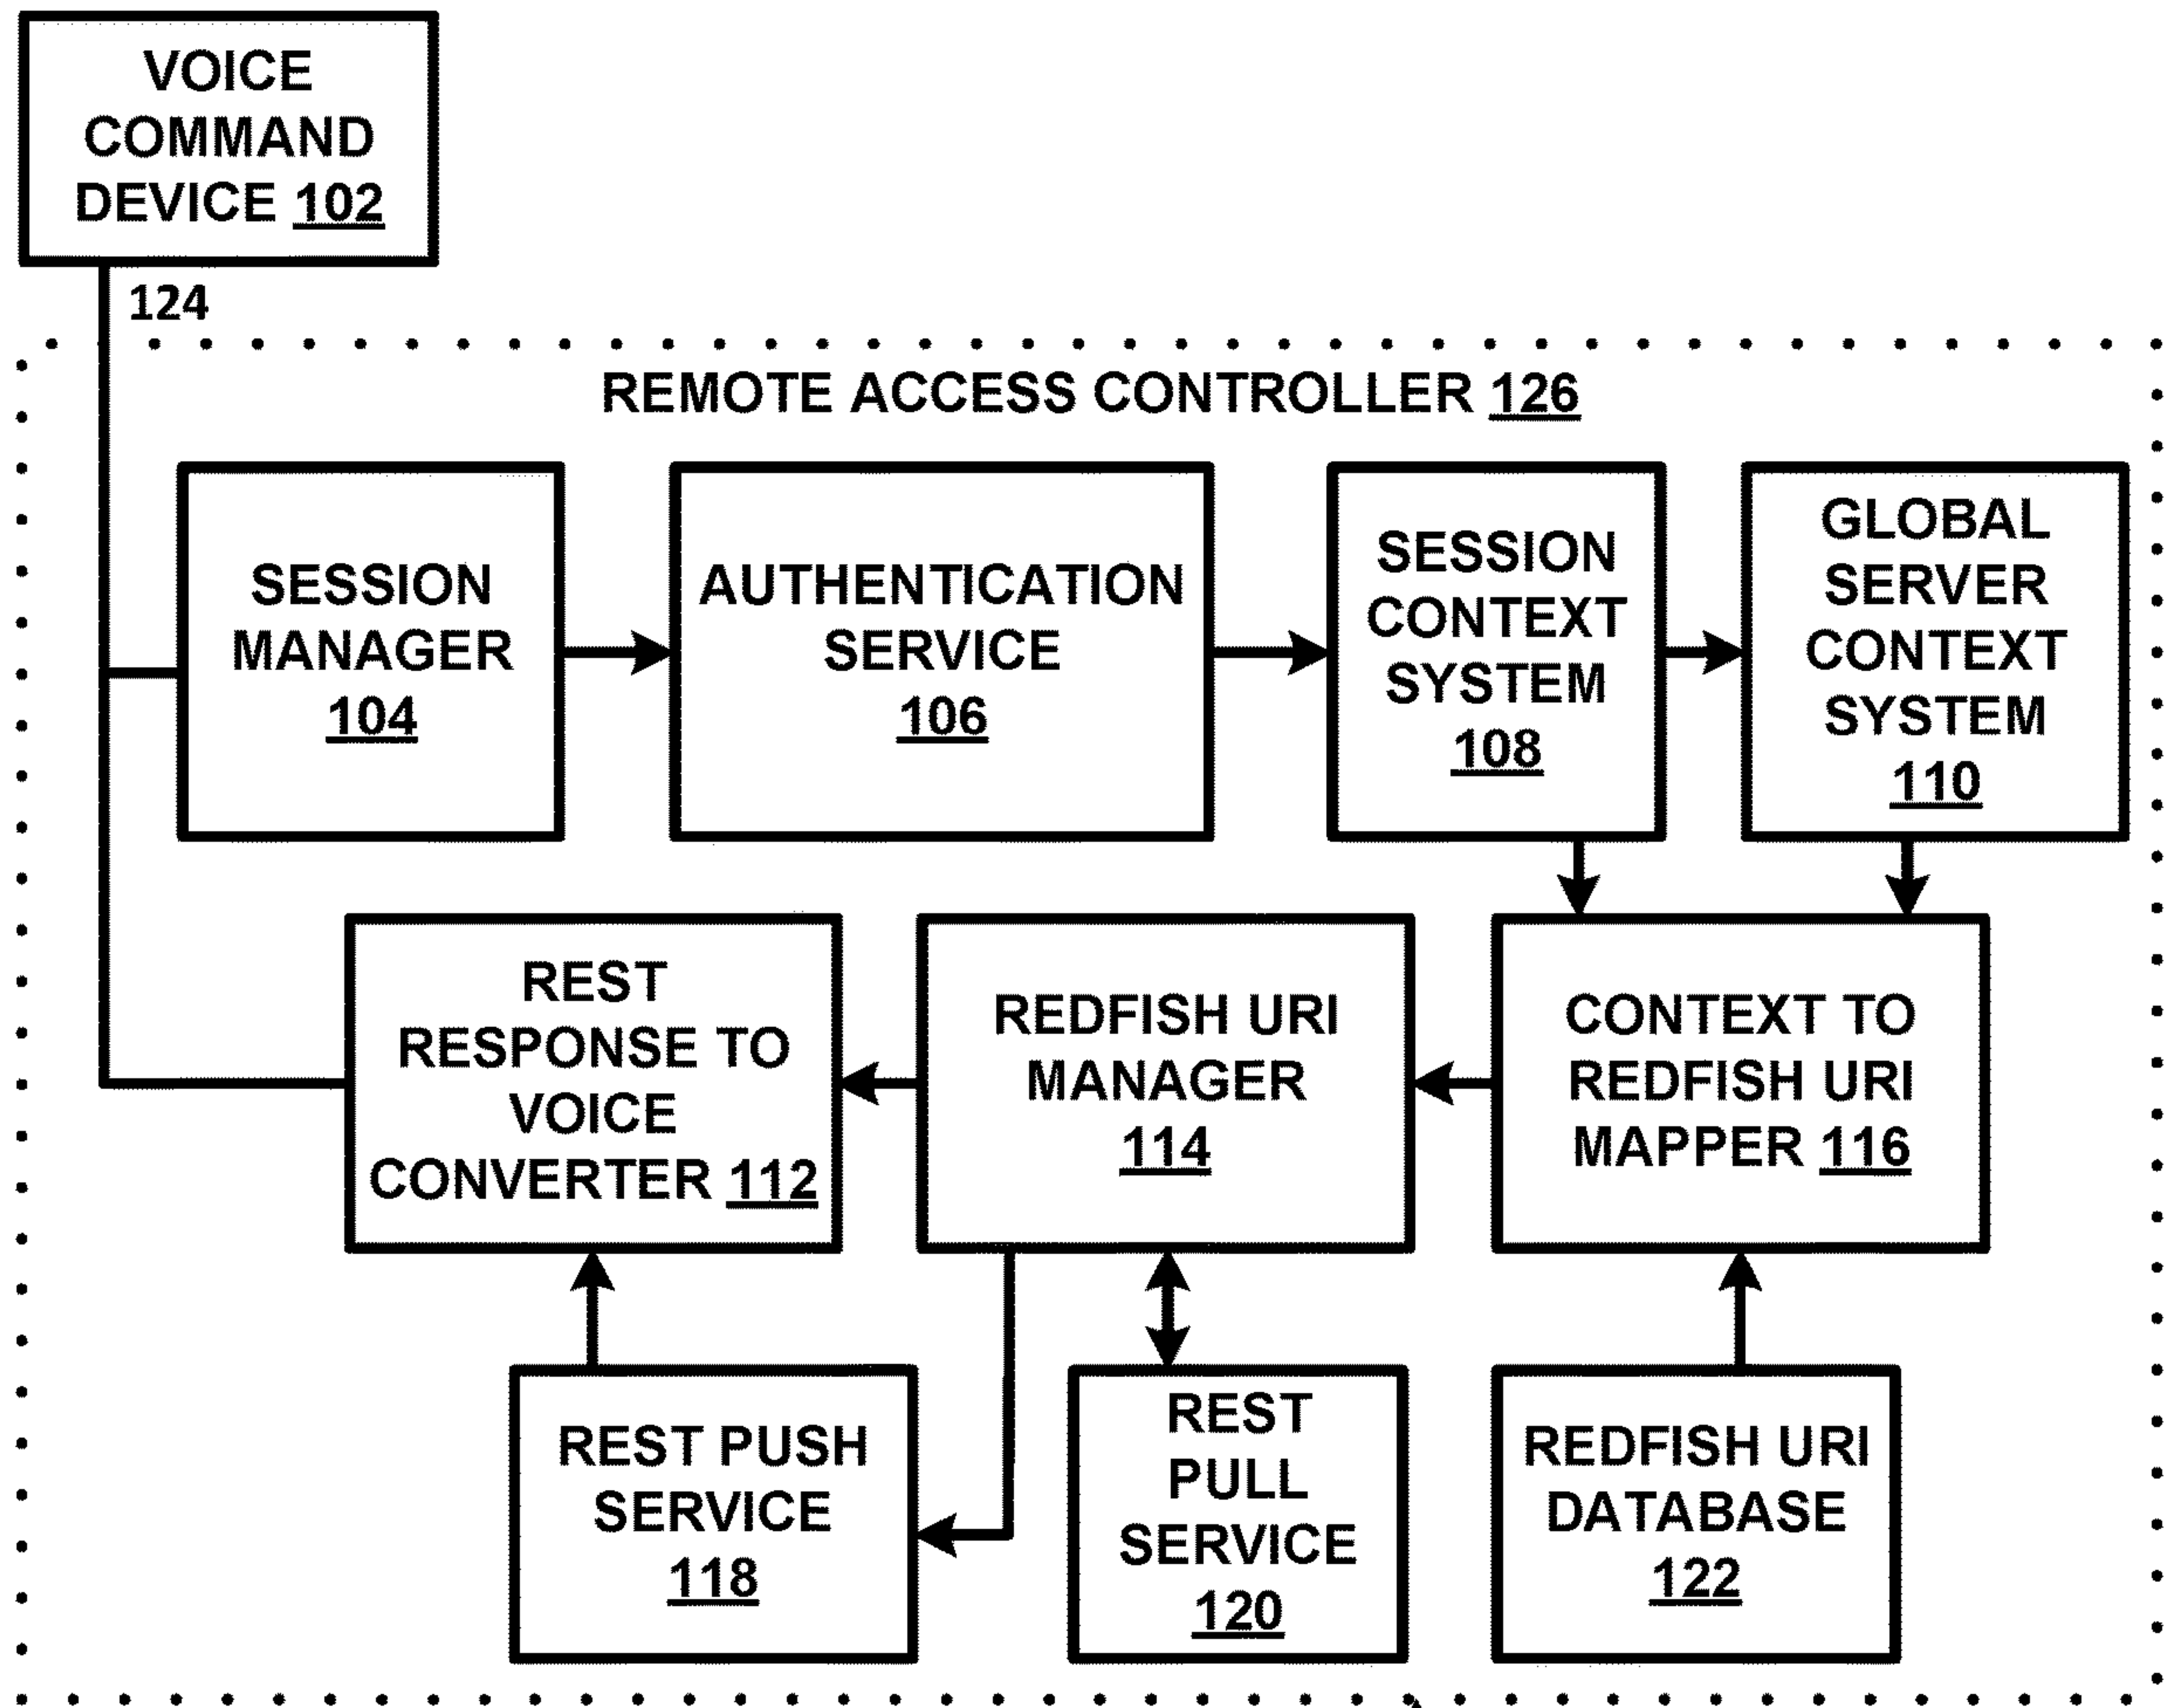 VOICE
COMMAND
DEVICE 102
124
REMOTE ACCESS CONTROLLER 126
SESSION
MANAGER
104
AUTHENTICATION
SERVICE
106
SESSION
CONTEXT
SYSTEM
108
GLOBAL
SERVER
CONTEXT
SYSTEM
110
REST
RESPONSE TO
VOICE
CONVERTER 112
REDFISH URI
MANAGER
114
CONTEXT TO
REDFISH URI
MAPPER 116
REST PUSH
SERVICE
118
REST
PULL
SERVICE
120
REDFISH URI
DATABASE
122